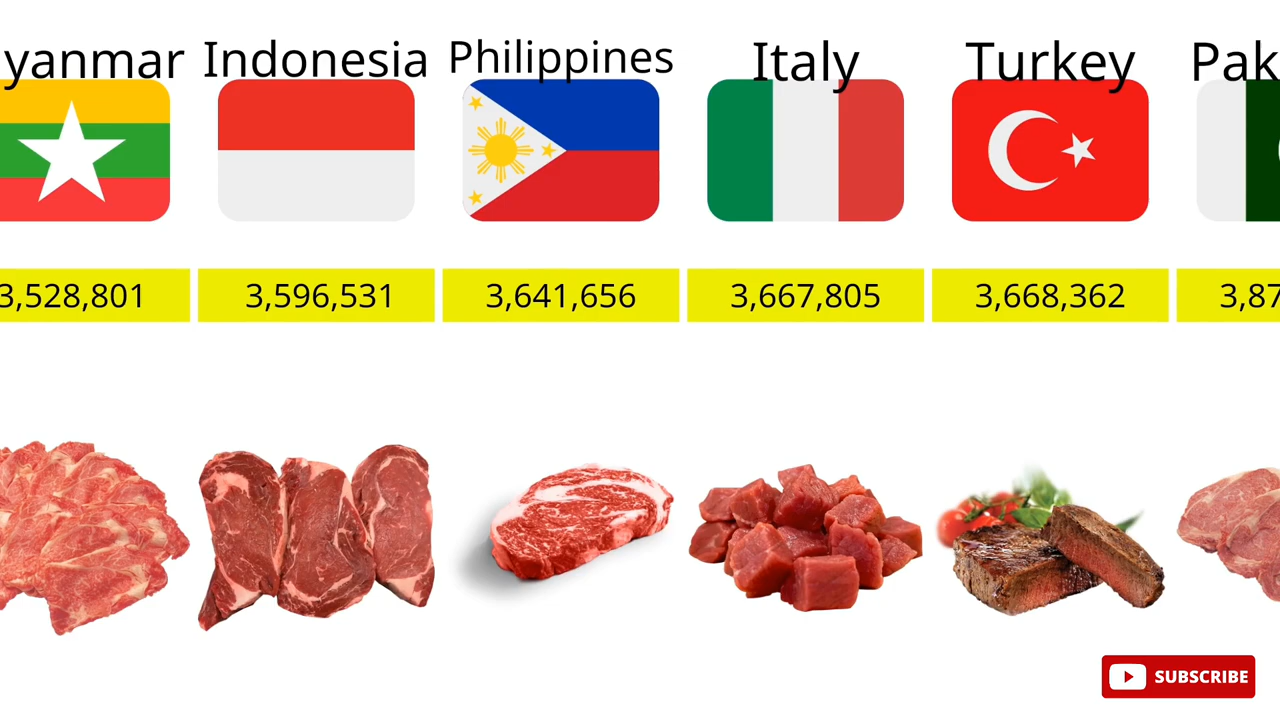 yanmar Indonesia Philippines Italy Turkey Pak
3,528,801 3,596,531 3,641,656 3,667,805 3,668,362 3,87
SUBSCRIBE